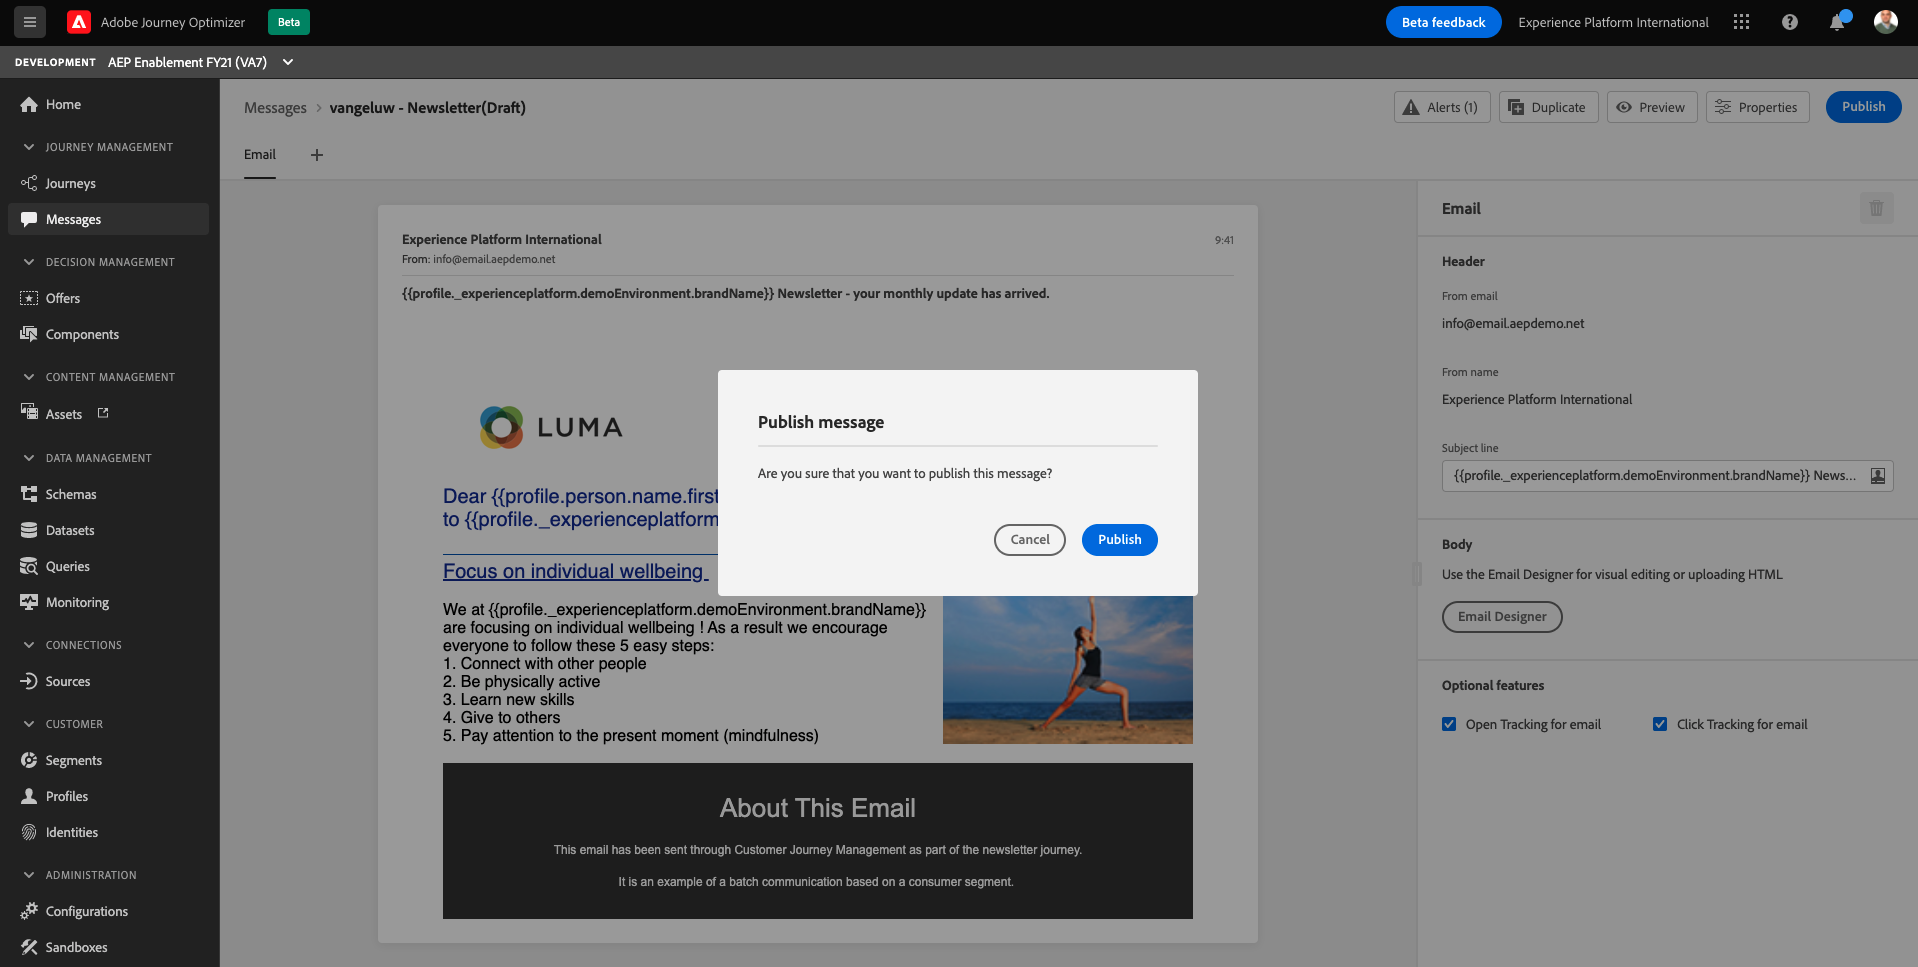 Adobe Journey Optimizer
Beta
Beta feedback
Experience Platform International
DEVELOPMENT AEP Enablement FY21 (VA7)
Home
JOURNEY MANAGEMENT
Journeys
Messages
DECISION MANAGEMENT
Offers
Components
CONTENT MANAGEMENT
Assets
DATA MANAGEMENT
Schemas
Datasets
Queries
Monitoring
CONNECTIONS
Sources
CUSTOMER
Segments
Profiles
Identities
ADMINISTRATION
Configurations
Sandboxes
Messages > vangeluw - Newsletter(Draft)
Alerts (1)
Duplicate
Preview
Properties
Publish
Email
Experience Platform International
9:41
From: info@email.aepdemo.net
{{profile._experienceplatform.demoEnvironment.brandName}} Newsletter - your monthly update has arrived.
LUMA
Dear {{profile.person.name.first
to {{profile._experienceplatform
Focus on individual wellbeing
We at {{profile._experienceplatform.demoEnvironment.brandName}}
are focusing on individual wellbeing ! As a result we encourage
everyone to follow these 5 easy steps:
1. Connect with other people
2. Be physically active
3. Learn new skills
4. Give to others
5. Pay attention to the present moment (mindfulness)
About This Email
This email has been sent through Customer Journey Management as part of the newsletter journey.
It is an example of a batch communication based on a consumer segment.
Publish message
Are you sure that you want to publish this message?
Cancel
Publish
Email
Header
From email
info@email.aepdemo.net
From name
Experience Platform International
Subject line
{{profile._experienceplatform.demoEnvironment.brandName}} News...
Body
Use the Email Designer for visual editing or uploading HTML
Email Designer
Optional features
Open Tracking for email
Click Tracking for email